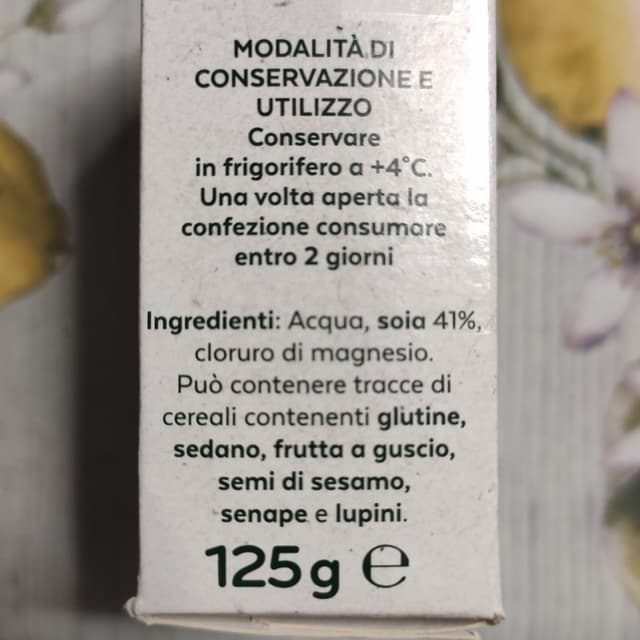 MODALITÀ DI
CONSERVAZIONE E
UTILIZZO
Conservare
in frigorifero a +4°C.
Una volta aperta la
confezione consumare
entro 2 giorni
Ingredienti: Acqua, soia 41%,
cloruro di magnesio.
Può contenere tracce di
cereali contenenti glutine,
sedano, frutta a guscio,
semi di sesamo,
senape e lupini.
125g ℮